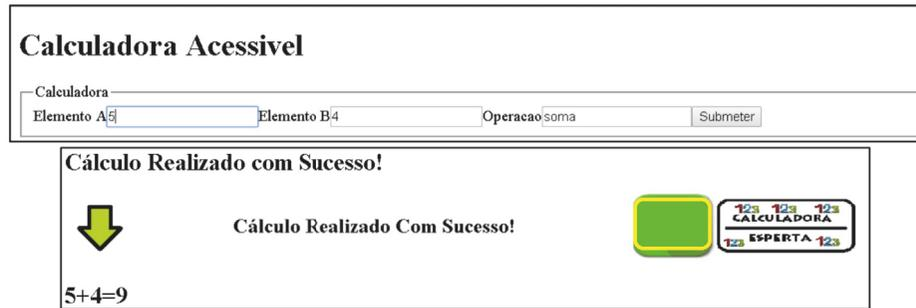 Calculadora Acessivel
Calculadora
Elemento A 5 Elemento B 4 Operacao soma Submeter
Cálculo Realizado com Sucesso!
Cálculo Realizado Com Sucesso!
123 123 123
CALCULADORA
123 ESPERTA 123
5+4=9